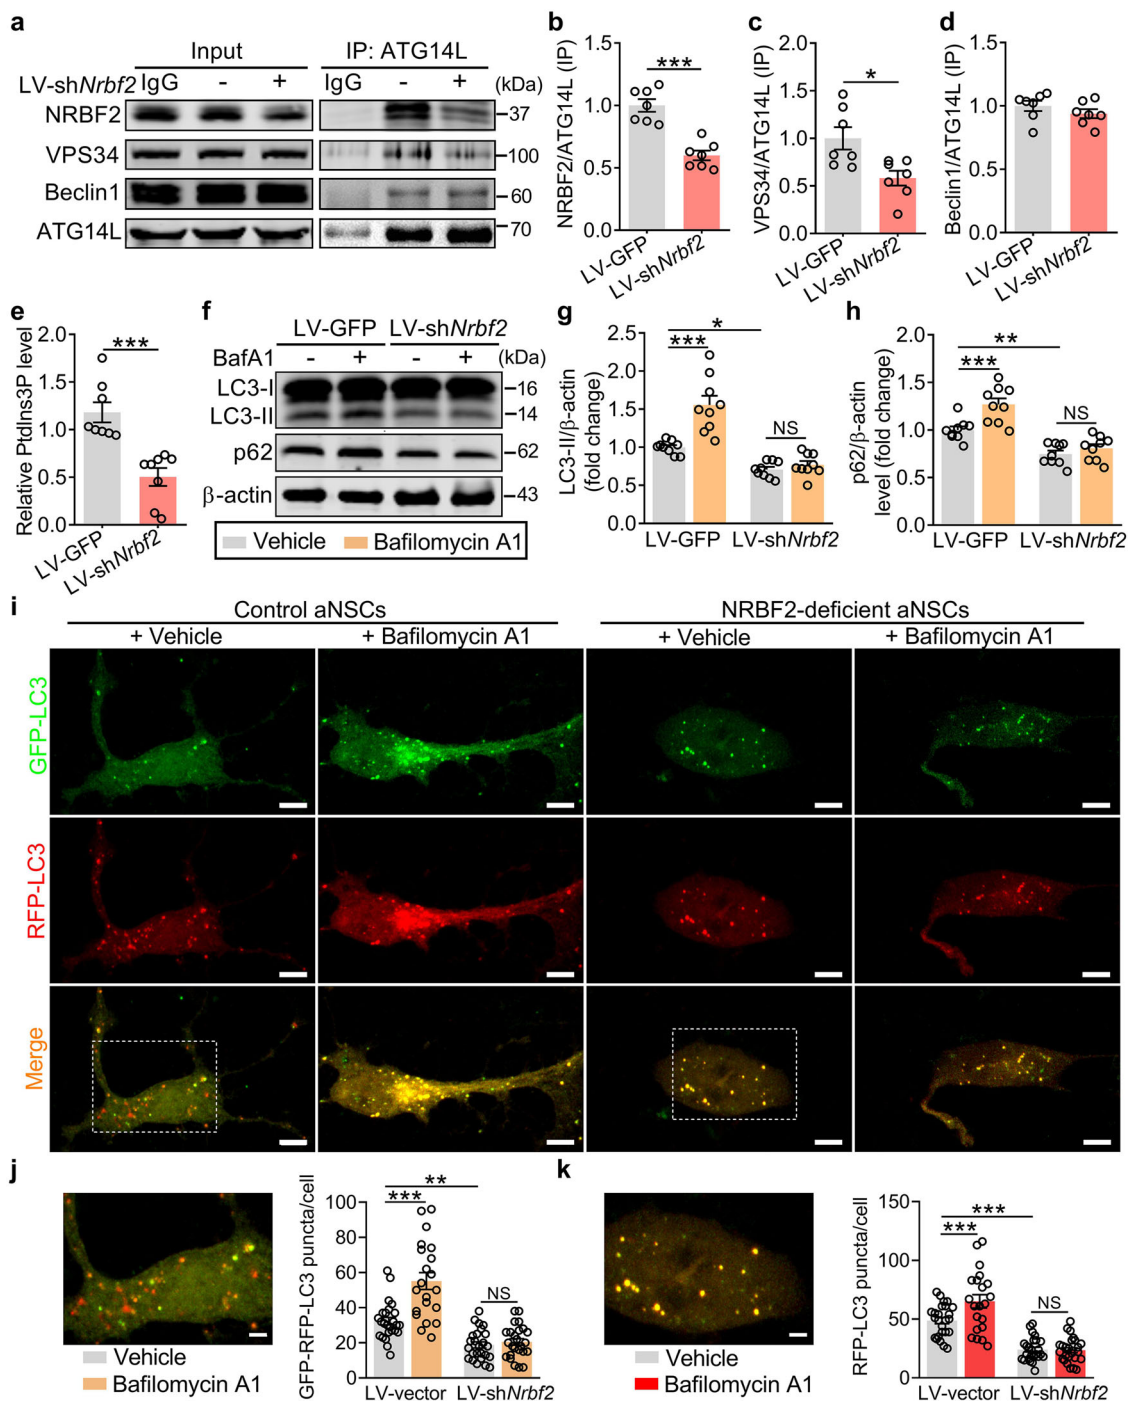 a
Input
IP: ATG14L
LV-shNrbf2 IgG - + IgG - + (kDa)
NRBF2 37
VPS34 100
Beclin1 60
ATG14L 70
b
NRBF2/ATG14L (IP)
1.5
1.0
0.5
0.0
***
LV-GFP
LV-shNrbf2
c
VPS34/ATG14L (IP)
2.0
1.5
1.0
0.5
0.0
*
LV-GFP
LV-shNrbf2
d
Beclin1/ATG14L (IP)
1.5
1.0
0.5
0.0
LV-GFP
LV-shNrbf2
e
Relative PtdIns3P level
2.0
1.5
1.0
0.5
0.0
***
LV-GFP
LV-shNrbf2
f
LV-GFP LV-shNrbf2
BafA1 - + - + (kDa)
LC3-I 16
LC3-II 14
p62 62
β-actin 43
Vehicle Bafilomycin A1
g
LC3-II/β-actin
(fold change)
2.5
2.0
1.5
1.0
0.5
0.0
*
***
NS
LV-GFP LV-shNrbf2
h
p62/β-actin
level (fold change)
2.0
1.5
1.0
0.5
0.0
**
***
NS
LV-GFP LV-shNrbf2
i
Control aNSCs NRBF2-deficient aNSCs
+ Vehicle + Bafilomycin A1 + Vehicle + Bafilomycin A1
GFP-LC3
RFP-LC3
Merge
j
Vehicle
Bafilomycin A1
GFP-RFP-LC3 puncta/cell
100
80
60
40
20
0
**
***
NS
LV-vector LV-shNrbf2
k
Vehicle
Bafilomycin A1
RFP-LC3 puncta/cell
150
100
50
0
***
***
NS
LV-vector LV-shNrbf2